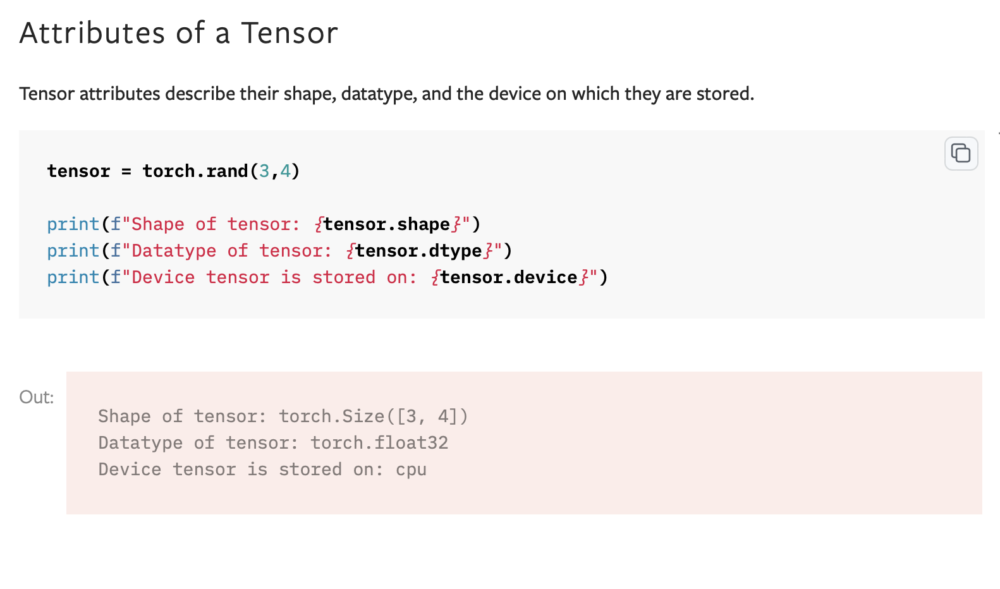 Attributes of a Tensor
Tensor attributes describe their shape, datatype, and the device on which they are stored.
tensor = torch.rand(3,4)
print(f"Shape of tensor: {tensor.shape}")
print(f"Datatype of tensor: {tensor.dtype}")
print(f"Device tensor is stored on: {tensor.device}")
Out:
Shape of tensor: torch.Size([3, 4])
Datatype of tensor: torch.float32
Device tensor is stored on: cpu